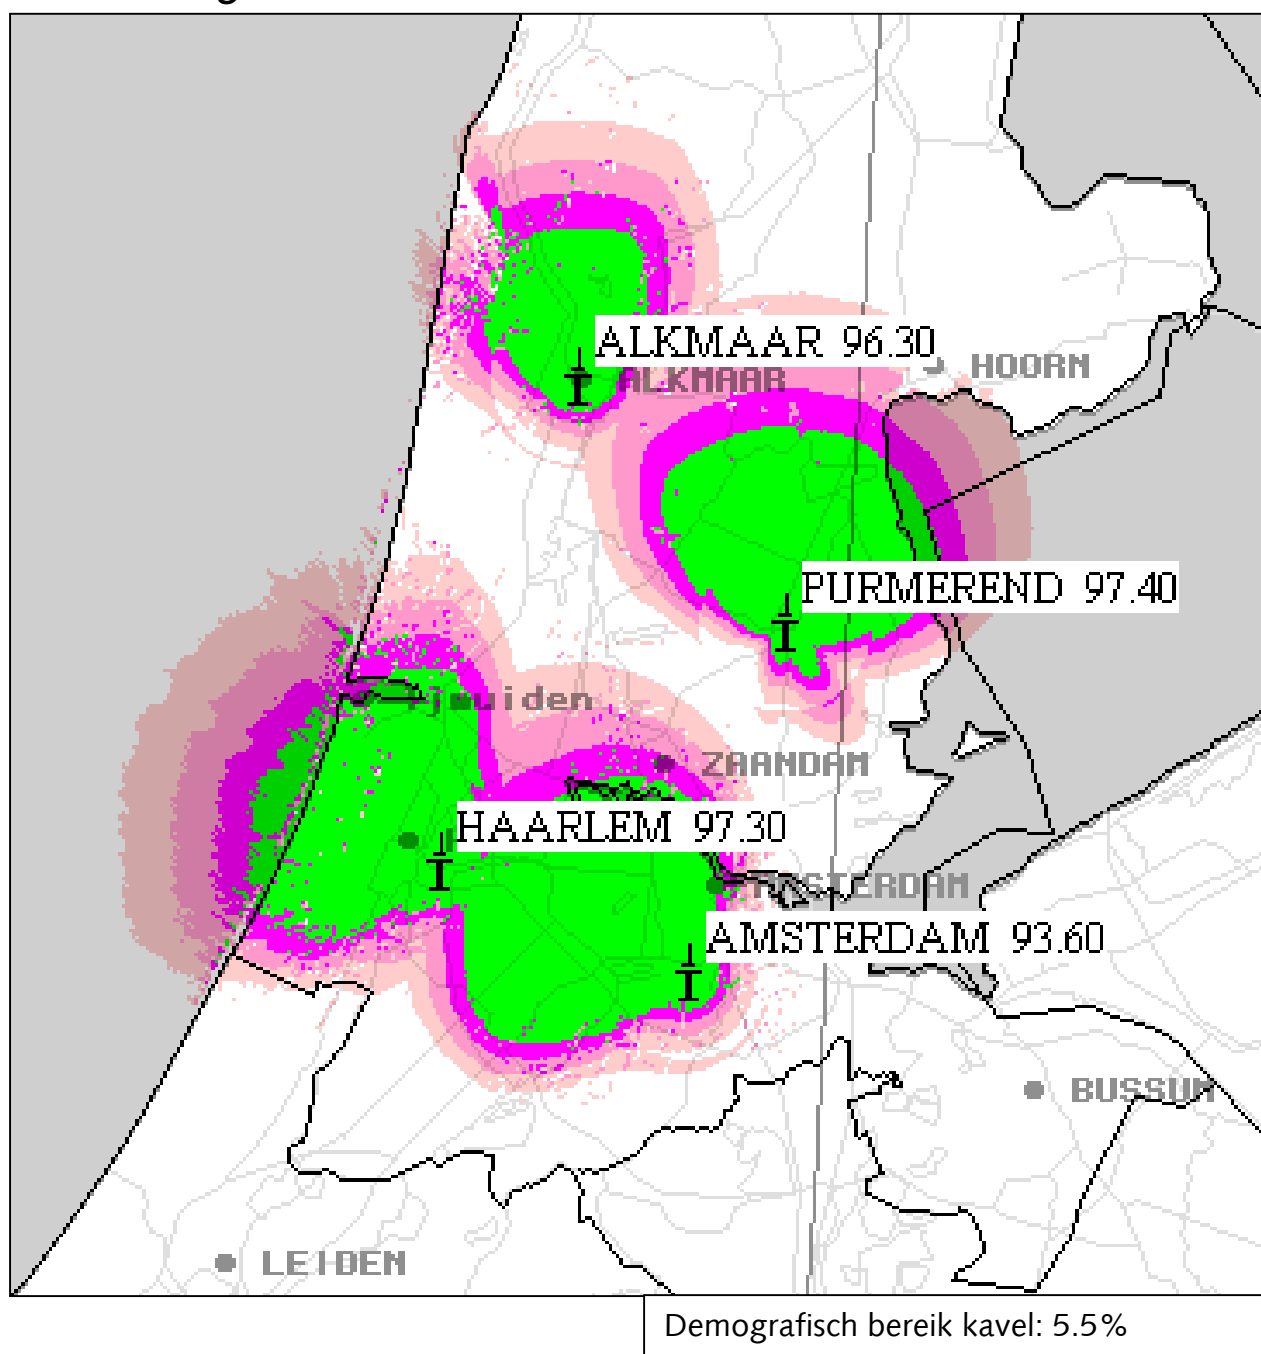 ALKMAAR 96.30
HOORN
ALKMAAR
PURMEREND 97.40
ZAANDAM
HAARLEM 97.30
AMSTERDAM
AMSTERDAM 93.60
BUSSUM
LEIDEN
Demografisch bereik kavel: 5.5%